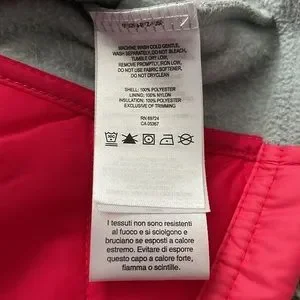 MACHINE WASH COLD GENTLE,
WASH SEPARATELY, DO NOT BLEACH,
TUMBLE DRY LOW,
REMOVE PROMPTLY, IRON LOW,
DO NOT USE FABRIC SOFTENER,
DO NOT DRYCLEAN
SHELL: 100% POLYESTER
LINING: 100% NYLON
INSULATION: 100% POLYESTER
EXCLUSIVE OF TRIMMING
RN 69724
CA 05367
I tessuti non sono resistenti
al fuoco e si sciolgono e
bruciano se esposti a calore
estremo. Evitare di esporre
questo capo a calore forte,
fiamma o scintille.